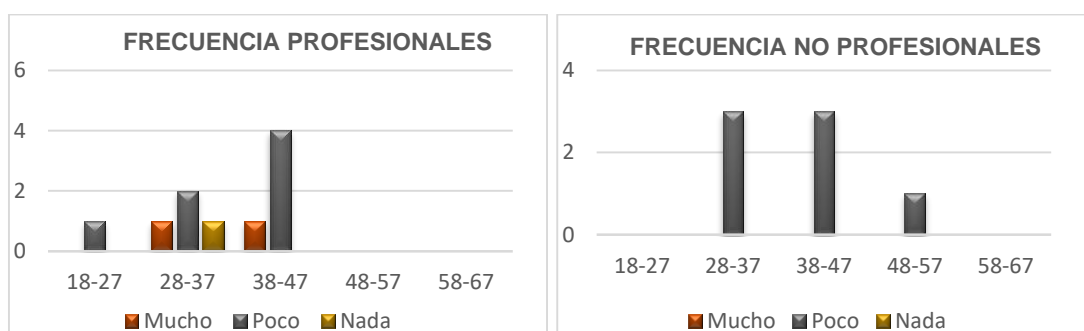 FRECUENCIA PROFESIONALES
6
4
2
0
18-27 28-37 38-47 48-57 58-67
Mucho Poco Nada
FRECUENCIA NO PROFESIONALES
4
2
0
18-27 28-37 38-47 48-57 58-67
Mucho Poco Nada